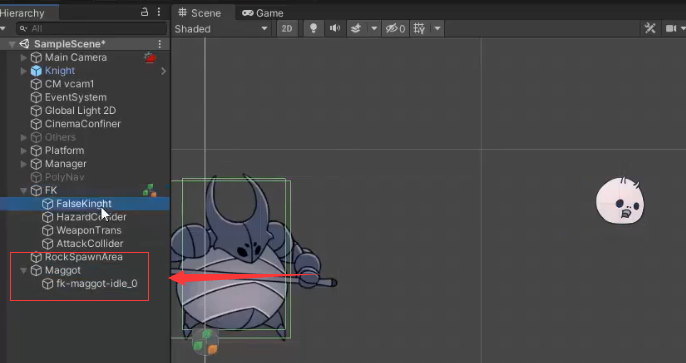 Hierarchy
All
SampleScene*
Main Camera
Knight
CM vcam1
EventSystem
Global Light 2D
CinemaConfiner
Others
Platform
Manager
PolyNav
FK
FalseKinght
HazardCollider
WeaponTrans
AttackCollider
RockSpawnArea
Maggot
fk-maggot-idle_0
Scene Game
Shaded 2D 0